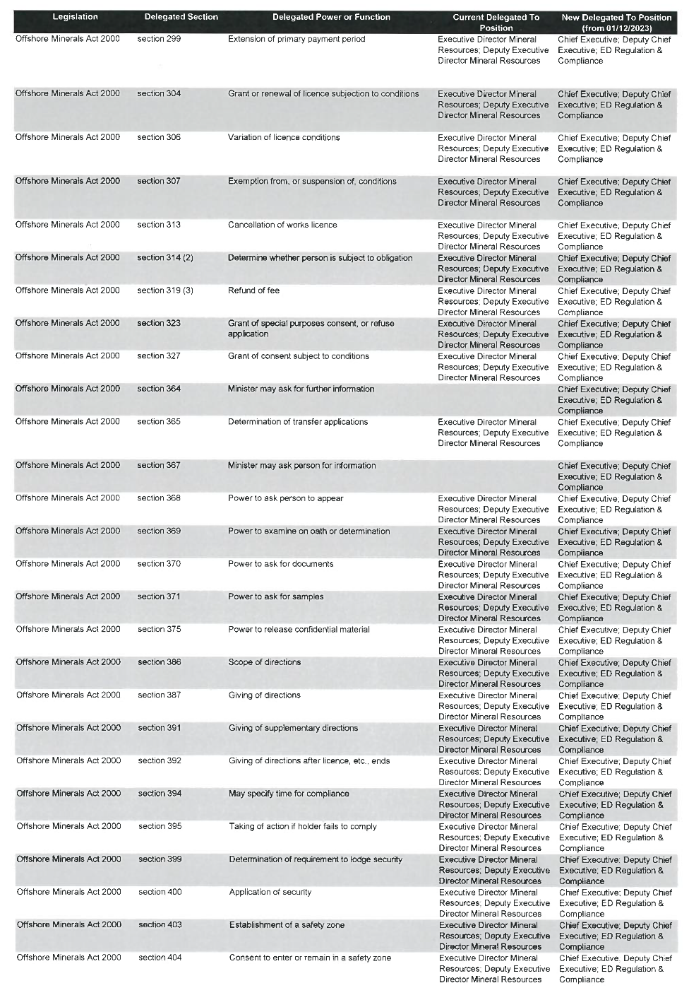 Legislation Delegated Section Delegated Power or Function Current Delegated To New Delegated To Position
Position (from 01/12/2023)
Offshore Minerals Act 2000 section 299 Extension of primary payment period Executive Director Mineral Chief Executive; Deputy Chief
Resources; Deputy Executive Executive; ED Regulation &
Director Mineral Resources Compliance
Offshore Minerals Act 2000 section 304 Grant or renewal of licence subjection to conditions Executive Director Mineral Chief Executive; Deputy Chief
Resources; Deputy Executive Executive; ED Regulation &
Director Mineral Resources Compliance
Offshore Minerals Act 2000 section 306 Variation of licence conditions Executive Director Mineral Chief Executive; Deputy Chief
Resources; Deputy Executive Executive; ED Regulation &
Director Mineral Resources Compliance
Offshore Minerals Act 2000 section 307 Exemption from, or suspension of, conditions Executive Director Mineral Chief Executive; Deputy Chief
Resources; Deputy Executive Executive; ED Regulation &
Director Mineral Resources Compliance
Offshore Minerals Act 2000 section 313 Cancellation of works licence Executive Director Mineral Chief Executive; Deputy Chief
Resources; Deputy Executive Executive; ED Regulation &
Director Mineral Resources Compliance
Offshore Minerals Act 2000 section 314 (2) Determine whether person is subject to obligation Executive Director Mineral Chief Executive; Deputy Chief
Resources; Deputy Executive Executive; ED Regulation &
Director Mineral Resources Compliance
Offshore Minerals Act 2000 section 319 (3) Refund of fee Executive Director Mineral Chief Executive; Deputy Chief
Resources; Deputy Executive Executive; ED Regulation &
Director Mineral Resources Compliance
Offshore Minerals Act 2000 section 323 Grant of special purposes consent, or refuse Executive Director Mineral Chief Executive; Deputy Chief
application Resources; Deputy Executive Executive; ED Regulation &
Director Mineral Resources Compliance
Offshore Minerals Act 2000 section 327 Grant of consent subject to conditions Executive Director Mineral Chief Executive; Deputy Chief
Resources; Deputy Executive Executive; ED Regulation &
Director Mineral Resources Compliance
Offshore Minerals Act 2000 section 364 Minister may ask for further information Chief Executive; Deputy Chief
Executive; ED Regulation &
Compliance
Offshore Minerals Act 2000 section 365 Determination of transfer applications Executive Director Mineral Chief Executive; Deputy Chief
Resources; Deputy Executive Executive; ED Regulation &
Director Mineral Resources Compliance
Offshore Minerals Act 2000 section 367 Minister may ask person for information Chief Executive; Deputy Chief
Executive; ED Regulation &
Compliance
Offshore Minerals Act 2000 section 368 Power to ask person to appear Executive Director Mineral Chief Executive; Deputy Chief
Resources; Deputy Executive Executive; ED Regulation &
Director Mineral Resources Compliance
Offshore Minerals Act 2000 section 369 Power to examine on oath or determination Executive Director Mineral Chief Executive; Deputy Chief
Resources; Deputy Executive Executive; ED Regulation &
Director Mineral Resources Compliance
Offshore Minerals Act 2000 section 370 Power to ask for documents Executive Director Mineral Chief Executive; Deputy Chief
Resources; Deputy Executive Executive; ED Regulation &
Director Mineral Resources Compliance
Offshore Minerals Act 2000 section 371 Power to ask for samples Executive Director Mineral Chief Executive; Deputy Chief
Resources; Deputy Executive Executive; ED Regulation &
Director Mineral Resources Compliance
Offshore Minerals Act 2000 section 375 Power to release confidential material Executive Director Mineral Chief Executive; Deputy Chief
Resources; Deputy Executive Executive; ED Regulation &
Director Mineral Resources Compliance
Offshore Minerals Act 2000 section 386 Scope of directions Executive Director Mineral Chief Executive; Deputy Chief
Resources; Deputy Executive Executive; ED Regulation &
Director Mineral Resources Compliance
Offshore Minerals Act 2000 section 387 Giving of directions Executive Director Mineral Chief Executive; Deputy Chief
Resources; Deputy Executive Executive; ED Regulation &
Director Mineral Resources Compliance
Offshore Minerals Act 2000 section 391 Giving of supplementary directions Executive Director Mineral Chief Executive; Deputy Chief
Resources; Deputy Executive Executive; ED Regulation &
Director Mineral Resources Compliance
Offshore Minerals Act 2000 section 392 Giving of directions after licence, etc., ends Executive Director Mineral Chief Executive; Deputy Chief
Resources; Deputy Executive Executive; ED Regulation &
Director Mineral Resources Compliance
Offshore Minerals Act 2000 section 394 May specify time for compliance Executive Director Mineral Chief Executive; Deputy Chief
Resources; Deputy Executive Executive; ED Regulation &
Director Mineral Resources Compliance
Offshore Minerals Act 2000 section 395 Taking of action if holder fails to comply Executive Director Mineral Chief Executive; Deputy Chief
Resources; Deputy Executive Executive; ED Regulation &
Director Mineral Resources Compliance
Offshore Minerals Act 2000 section 399 Determination of requirement to lodge security Executive Director Mineral Chief Executive; Deputy Chief
Resources; Deputy Executive Executive; ED Regulation &
Director Mineral Resources Compliance
Offshore Minerals Act 2000 section 400 Application of security Executive Director Mineral Chief Executive; Deputy Chief
Resources; Deputy Executive Executive; ED Regulation &
Director Mineral Resources Compliance
Offshore Minerals Act 2000 section 403 Establishment of a safety zone Executive Director Mineral Chief Executive; Deputy Chief
Resources; Deputy Executive Executive; ED Regulation &
Director Mineral Resources Compliance
Offshore Minerals Act 2000 section 404 Consent to enter or remain in a safety zone Executive Director Mineral Chief Executive; Deputy Chief
Resources; Deputy Executive Executive; ED Regulation &
Director Mineral Resources Compliance